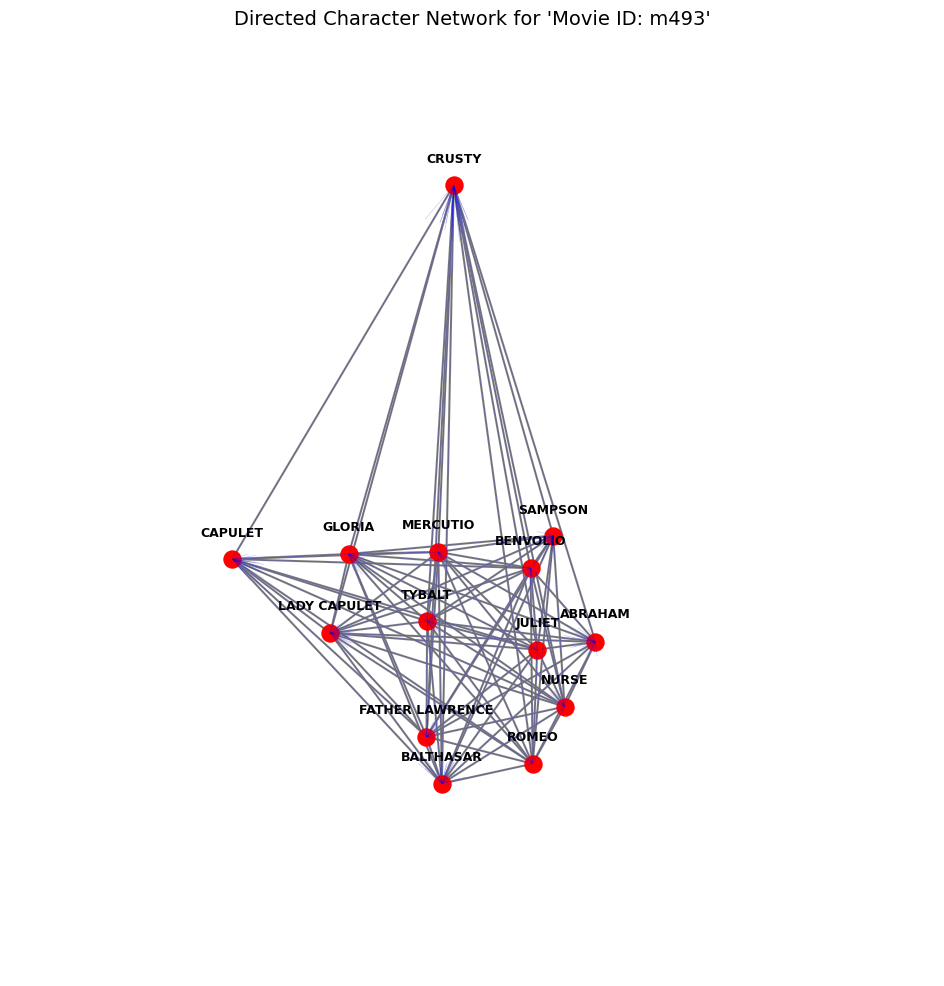 Directed Character Network for 'Movie ID: m493'
CRUSTY
SAMPSON
MERCUTIO
GLORIA
CAPULET
BENVOLIO
TYBALT
LADY CAPULET
ABRAHAM
JULIET
NURSE
FATHER LAWRENCE
ROMEO
BALTHASAR